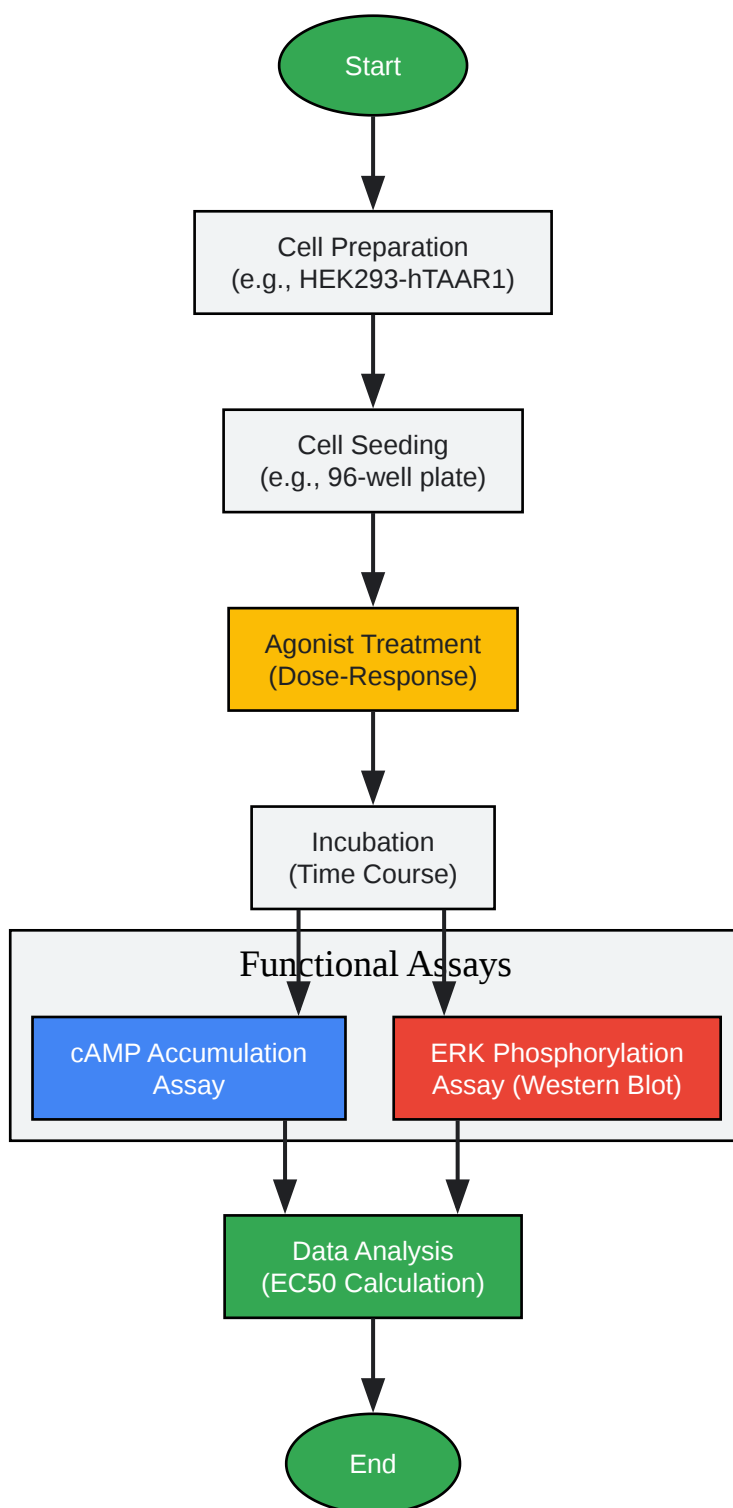 Start
Cell Preparation
(e.g., HEK293-hTAAR1)
Cell Seeding
(e.g., 96-well plate)
Agonist Treatment
(Dose-Response)
Incubation
(Time Course)
Functional Assays
cAMP Accumulation
Assay
ERK Phosphorylation
Assay (Western Blot)
Data Analysis
(EC50 Calculation)
End